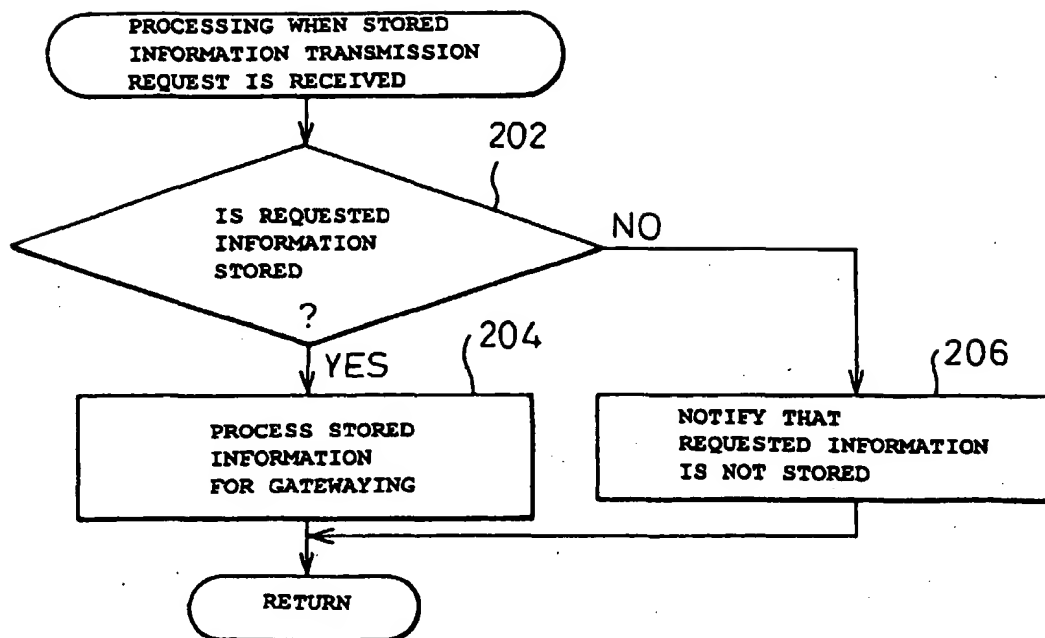 PROCESSING WHEN STORED
INFORMATION TRANSMISSION
REQUEST IS RECEIVED
202
IS REQUESTED
INFORMATION
STORED
?
NO
YES
204
PROCESS STORED
INFORMATION
FOR GATEWAYING
206
NOTIFY THAT
REQUESTED INFORMATION
IS NOT STORED
RETURN